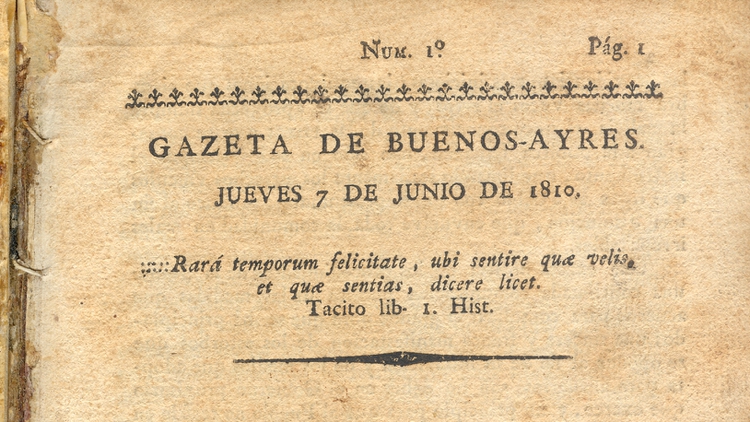 Num. 1º Pág. 1
GAZETA DE BUENOS-AYRES.
JUEVES 7 DE JUNIO DE 1810.
::::::Rará temporum felicitate, ubi sentire quæ velis,
et quæ sentias, dicere licet.
Tacito lib- 1. Hist.